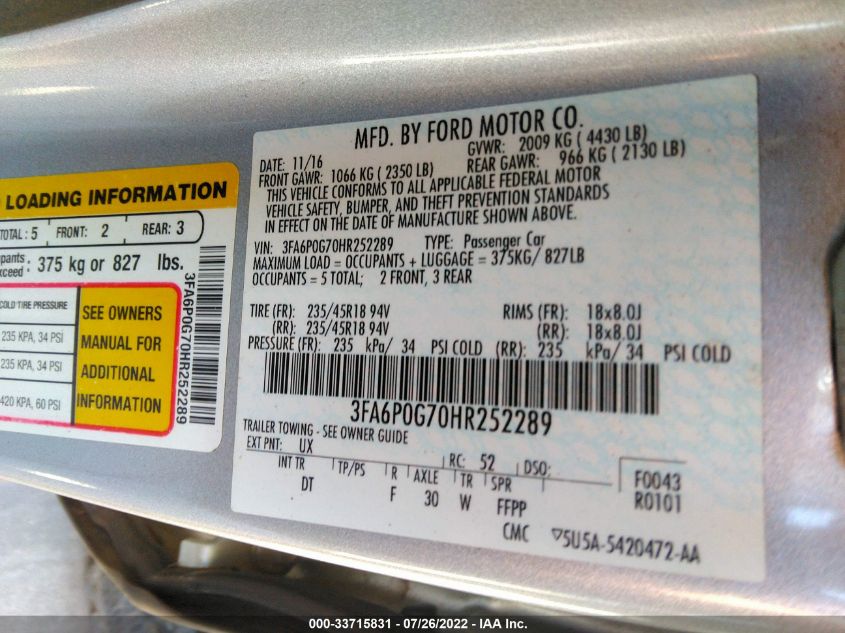 LOADING INFORMATION
TOTAL: 5 FRONT: 2 REAR: 3
pants
exceed : 375 kg or 827 lbs.
COLD TIRE PRESSURE
235 KPA, 34 PSI
235 KPA, 34 PSI
420 KPA, 60 PSI
SEE OWNERS
MANUAL FOR
ADDITIONAL
INFORMATION
3FA6P0G70HR252289
MFD. BY FORD MOTOR CO.
DATE: 11/16 GVWR: 2009 KG ( 4430 LB)
FRONT GAWR: 1066 KG ( 2350 LB) REAR GAWR: 966 KG ( 2130 LB)
THIS VEHICLE CONFORMS TO ALL APPLICABLE FEDERAL MOTOR
VEHICLE SAFETY, BUMPER, AND THEFT PREVENTION STANDARDS
IN EFFECT ON THE DATE OF MANUFACTURE SHOWN ABOVE.
VIN: 3FA6P0G70HR252289 TYPE: Passenger Car
MAXIMUM LOAD = OCCUPANTS + LUGGAGE = 375KG/ 827LB
OCCUPANTS = 5 TOTAL; 2 FRONT, 3 REAR
TIRE (FR): 235/45R18 94V RIMS (FR): 18x8.0J
(RR): 235/45R18 94V (RR): 18x8.0J
PRESSURE (FR): 235 kPa/ 34 PSI COLD (RR): 235 kPa/ 34 PSI COLD
3FA6P0G70HR252289
TRAILER TOWING - SEE OWNER GUIDE
EXT PNT: UX RC: 52 DSO:
INT TR TP/PS R AXLE TR SPR
DT F 30 W FFPP
F0043
R0101
CMC ▽5U5A-5420472-AA
000-33715831 - 07/26/2022 - IAA Inc.